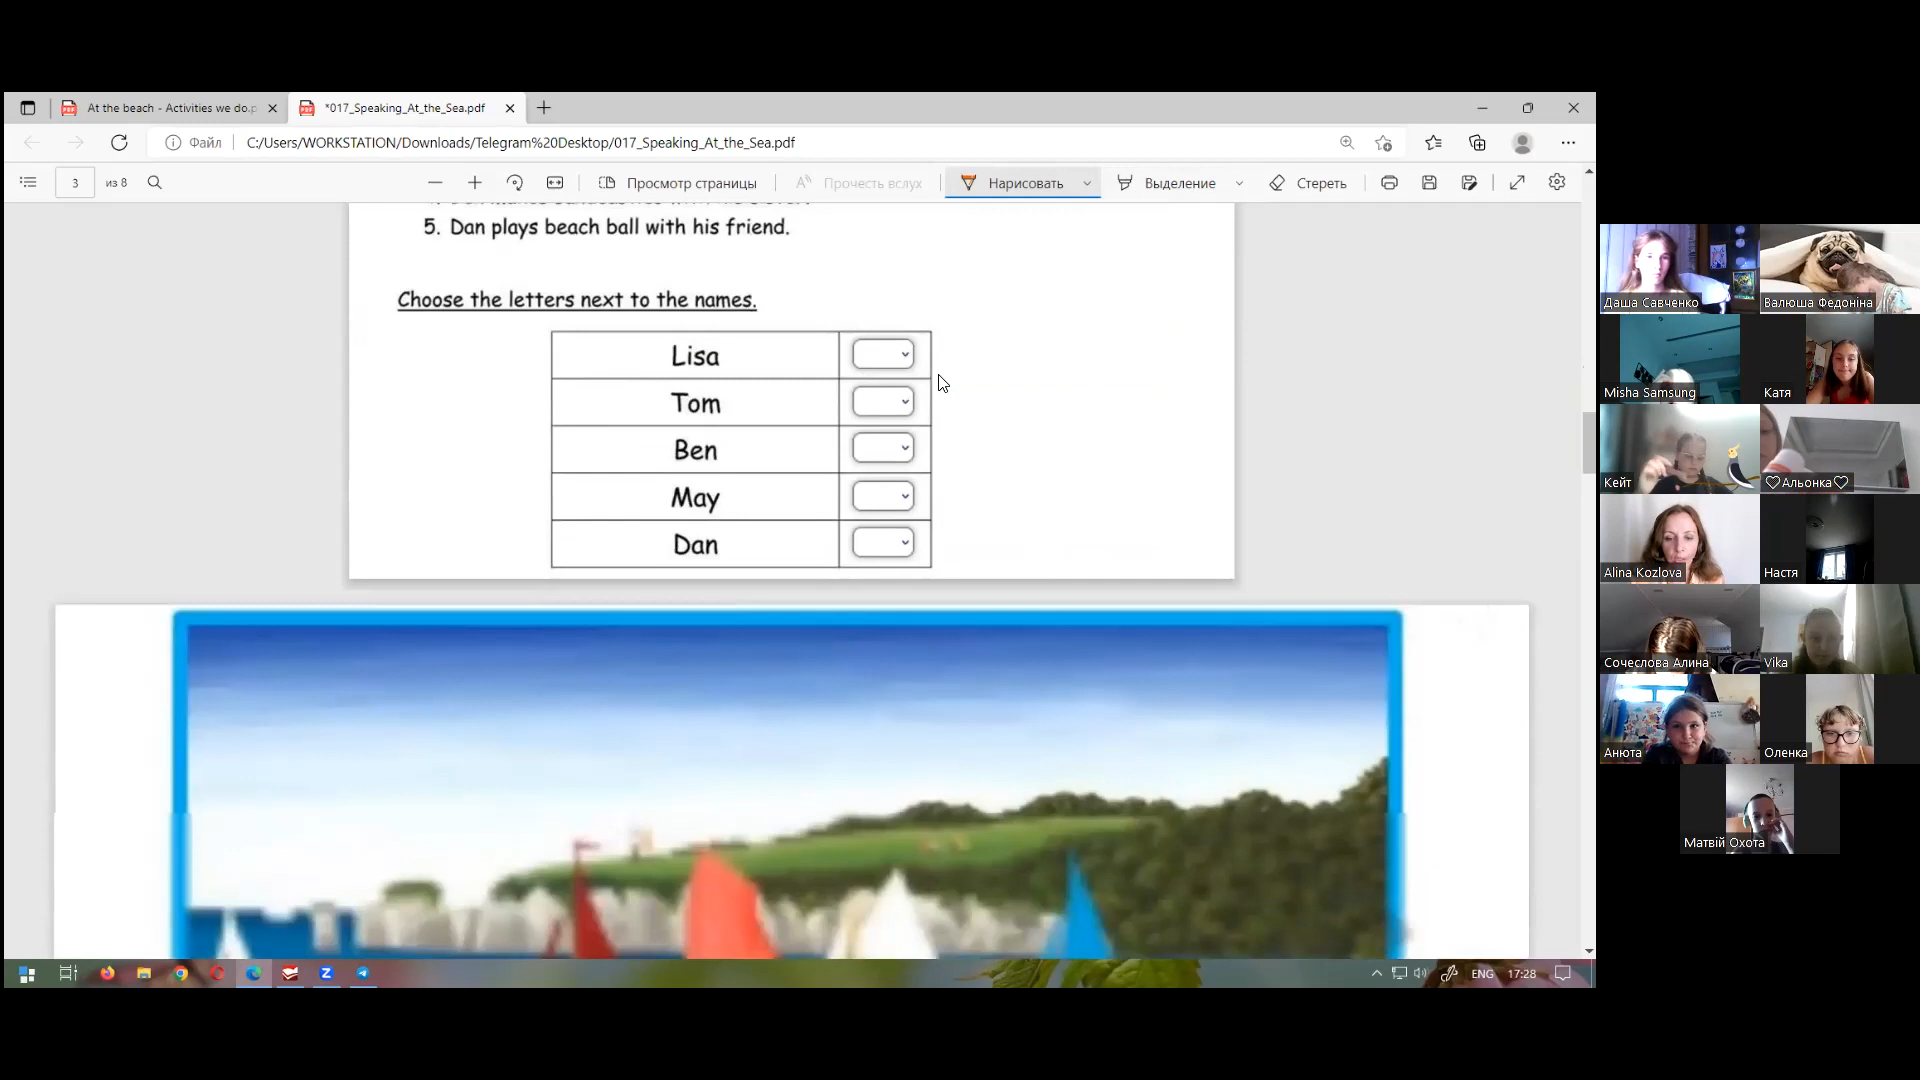 At the beach - Activities we do.p
*017_Speaking_At_the_Sea.pdf
Файл
C:/Users/WORKSTATION/Downloads/Telegram%20Desktop/017_Speaking_At_the_Sea.pdf
3 из 8
Просмотр страницы
Прочесть вслух
Нарисовать
Выделение
Стереть
5. Dan plays beach ball with his friend.
Choose the letters next to the names.
Lisa
Tom
Ben
May
Dan
ENG 17:28
Даша Савченко
Валюша Федоніна
Misha Samsung
Катя
Кейт
♡Альонка♡
Alina Kozlova
Настя
Сочеслова Алина
Vika
Анюта
Оленка
Матвій Охота